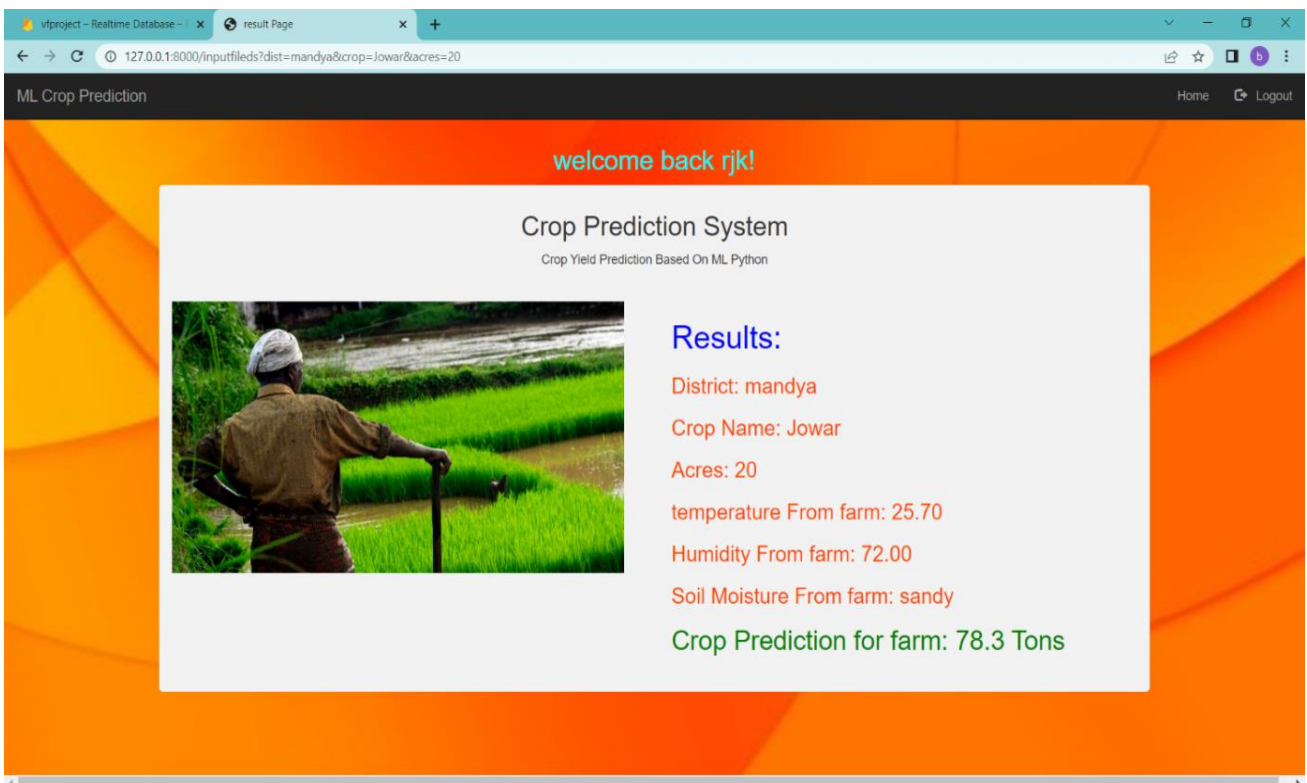 vfproject – Realtime Database –
result Page
127.0.0.1:8000/inputfileds?dist=mandya&crop=Jowar&acres=20
b
ML Crop Prediction
Home
Logout
welcome back rjk!
Crop Prediction System
Crop Yield Prediction Based On ML Python
Results:
District: mandya
Crop Name: Jowar
Acres: 20
temperature From farm: 25.70
Humidity From farm: 72.00
Soil Moisture From farm: sandy
Crop Prediction for farm: 78.3 Tons